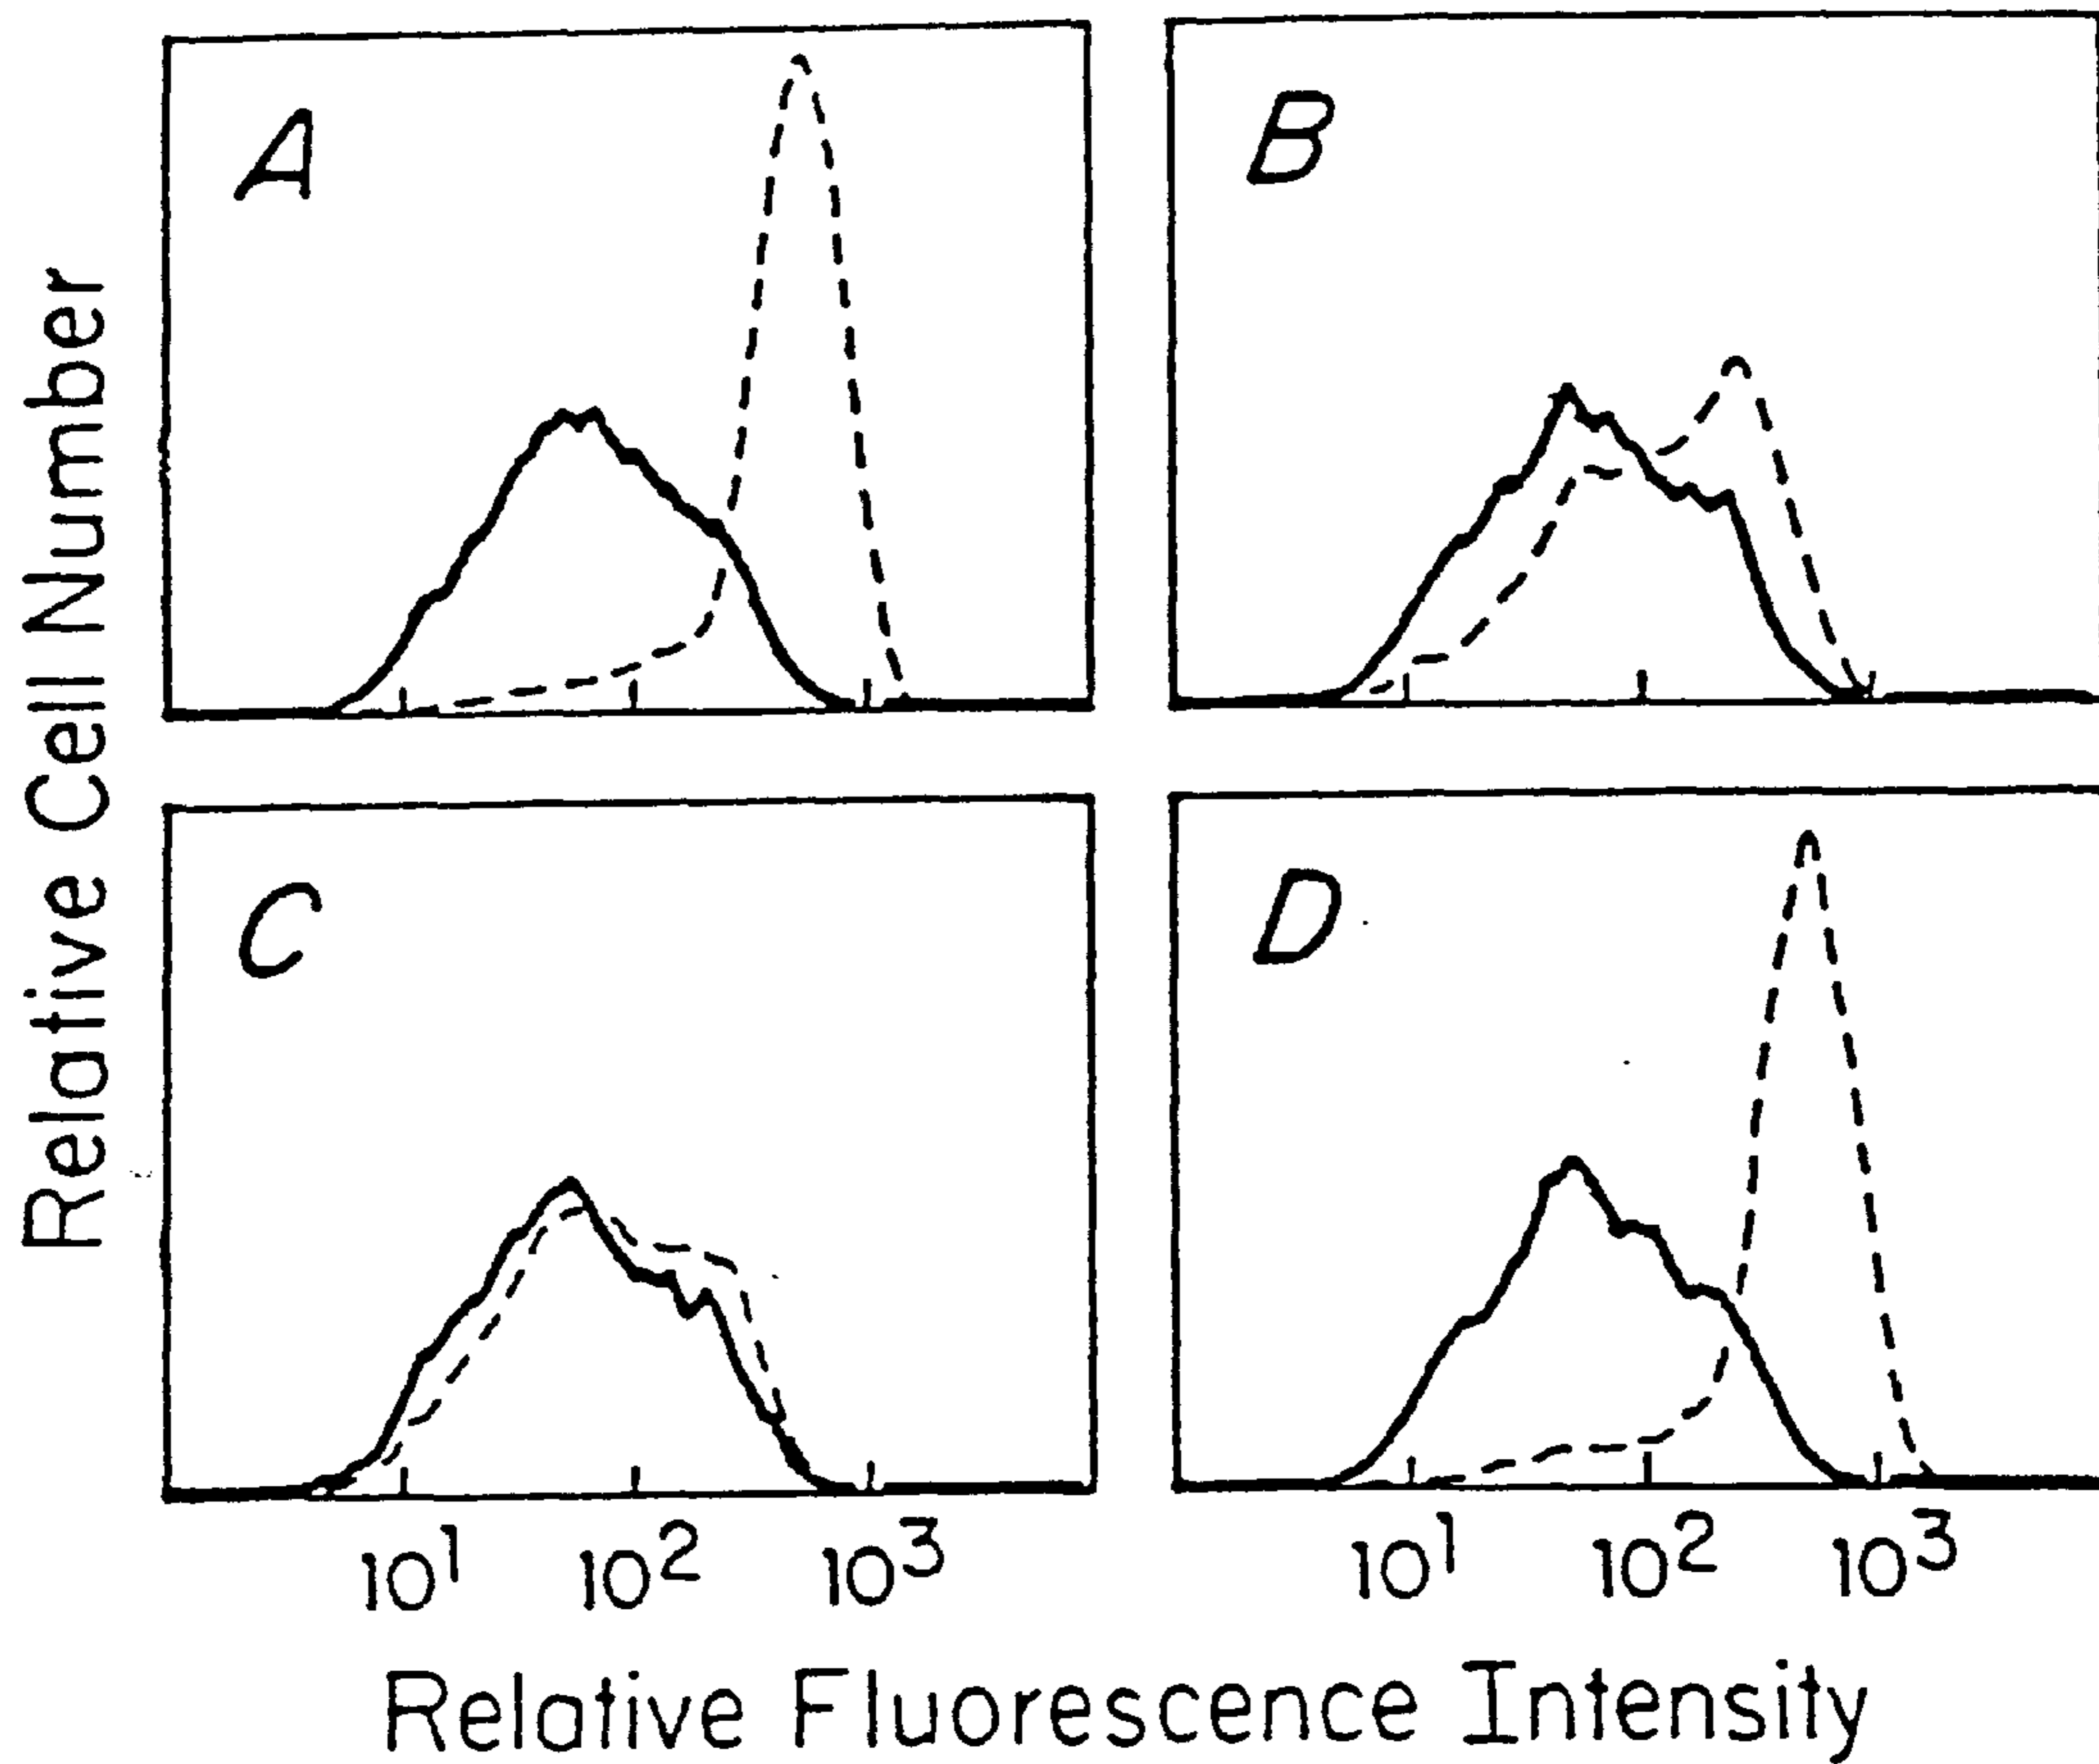 A
B
Relative Cell Number
C
D
10¹ 10² 10³ 10¹ 10² 10³
Relative Fluorescence Intensity